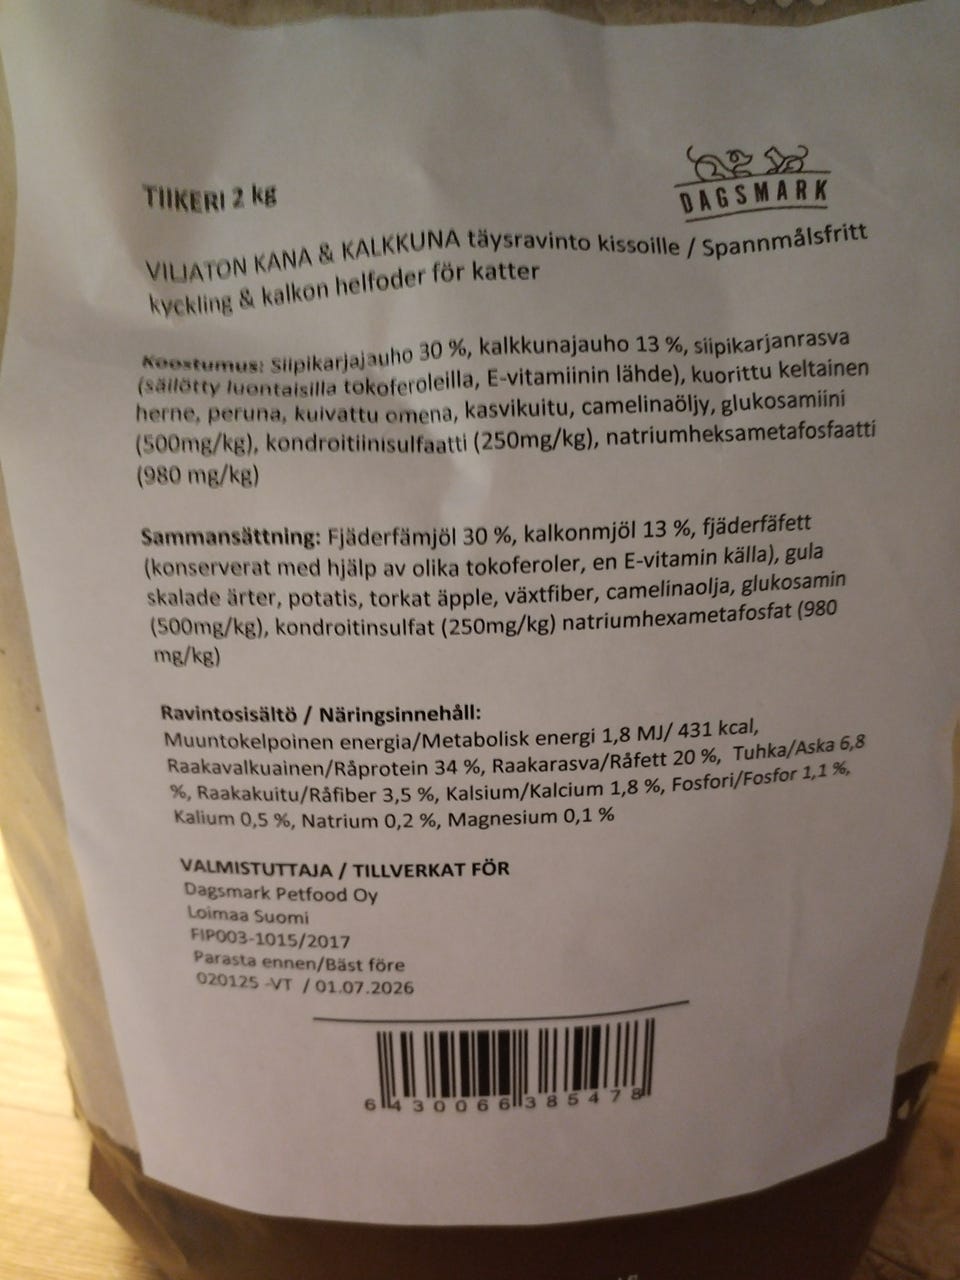 DAGSMARK
TIIKERI 2 kg
VILJATON KANA & KALKKUNA täysravinto kissoille / Spannmålsfritt
kyckling & kalkon helfoder för katter
Koostumus: Siipikarjajauho 30 %, kalkkunajauho 13 %, siipikarjanrasva
(säilötty luontaisilla tokoferoleilla, E-vitamiinin lähde), kuorittu keltainen
herne, peruna, kuivattu omena, kasvikuitu, camelinaöljy, glukosamiini
(500mg/kg), kondroitiinisulfaatti (250mg/kg), natriumheksametafosfaatti
(980 mg/kg)
Sammansättning: Fjäderfämjöl 30 %, kalkonmjöl 13 %, fjäderfäfett
(konserverat med hjälp av olika tokoferoler, en E-vitamin källa), gula
skalade ärter, potatis, torkat äpple, växtfiber, camelinaolja, glukosamin
(500mg/kg), kondroitinsulfat (250mg/kg) natriumhexametafosfat (980
mg/kg)
Ravintosisältö / Näringsinnehåll:
Muuntokelpoinen energia/Metabolisk energi 1,8 MJ/ 431 kcal,
Raakavalkuainen/Råprotein 34 %, Raakarasva/Råfett 20 %, Tuhka/Aska 6,8
%, Raakakuitu/Råfiber 3,5 %, Kalsium/Kalcium 1,8 %, Fosfori/Fosfor 1,1 %,
Kalium 0,5 %, Natrium 0,2 %, Magnesium 0,1 %
VALMISTUTTAJA / TILLVERKAT FÖR
Dagsmark Petfood Oy
Loimaa Suomi
FIP003-1015/2017
Parasta ennen/Bäst före
020125 -VT / 01.07.2026
6 430066 385478